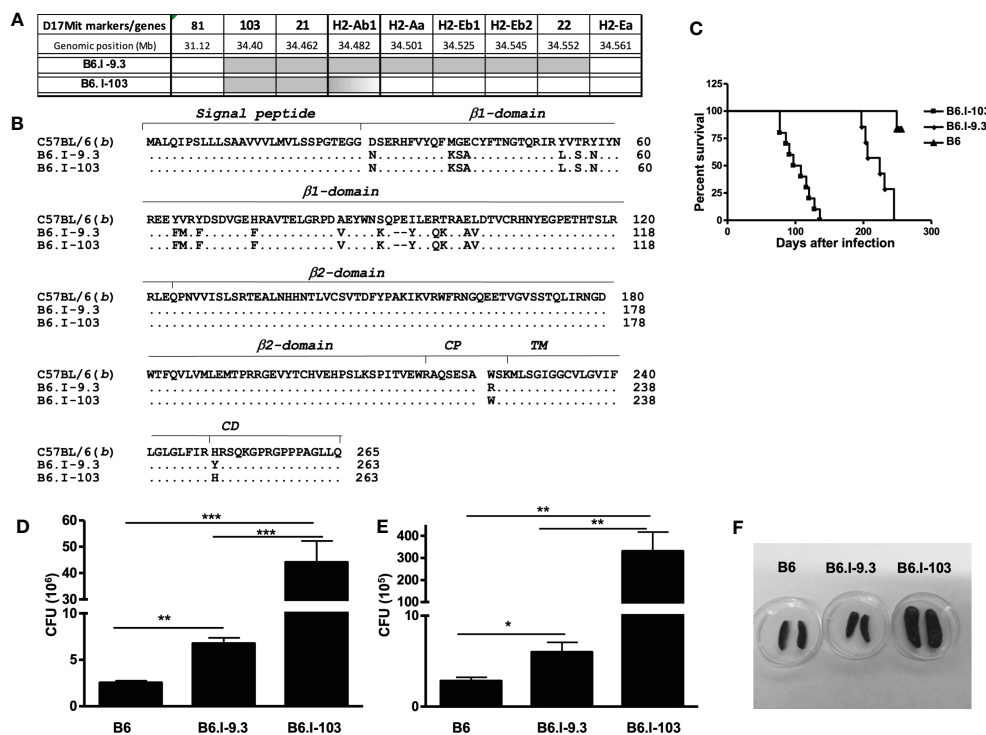 A
D17Mit markers/genes 81 103 21 H2-Ab1 H2-Aa H2-Eb1 H2-Eb2 22 H2-Ea
Genomic position (Mb) 31.12 34.40 34.462 34.482 34.501 34.525 34.545 34.552 34.561
B6.I -9.3
B6. I-103
B
Signal peptide β1-domain
C57BL/6(b) MALQIPSLLLSAAVVVLMVLSSPGTEGG DSERHFVYQFMGECYFTNGTQRIRYVTRYIYN 60
B6.I-9.3 N KSA L.S.N 60
B6.I-103 N KSA L.S.N 60
β1-domain
C57BL/6(b) REEYVRYDSDVGEHRAVTELGRPDAEYWNSQPEILERTRAELDTVCRHNYEGPETHTSLR 120
B6.I-9.3 ...FM.F.......F..........V....K.--Y..QK..AV................. 118
B6.I-103 ...FM.F.......F..........V....K.--Y..QK..AV................. 118
β2-domain
C57BL/6(b) RLEQPNVVISLSRTEALNHHNTLVCSVTDFYPAKIKVRWFRNGQEETVGVSSTQLIRNGD 180
B6.I-9.3 ............................................................ 178
B6.I-103 ............................................................ 178
β2-domain CP TM
C57BL/6(b) WTFQVLVMLEMTPRRGEVYTCHVEHPSLKSPITVEWRAQSESA WSKMLSGIGGCVLGVIF 240
B6.I-9.3 ........................................... R................ 238
B6.I-103 ........................................... W................ 238
CD
C57BL/6(b) LGLGLFIR HRSQKGPRGPPPAGLLQ 265
B6.I-9.3 ........ Y................ 263
B6.I-103 ........ H................ 263
C
Percent survival
125
100
75
50
25
0
0 100 200 300
Days after infection
B6.I-103
B6.I-9.3
B6
D
CFU (10⁶)
60
50
40
30
10
5
0
***
***
**
B6 B6.I-9.3 B6.I-103
E
CFU (10⁵)
400
300
200
100
10
5
0
**
**
*
B6 B6.I-9.3 B6.I-103
F
B6 B6.I-9.3 B6.I-103